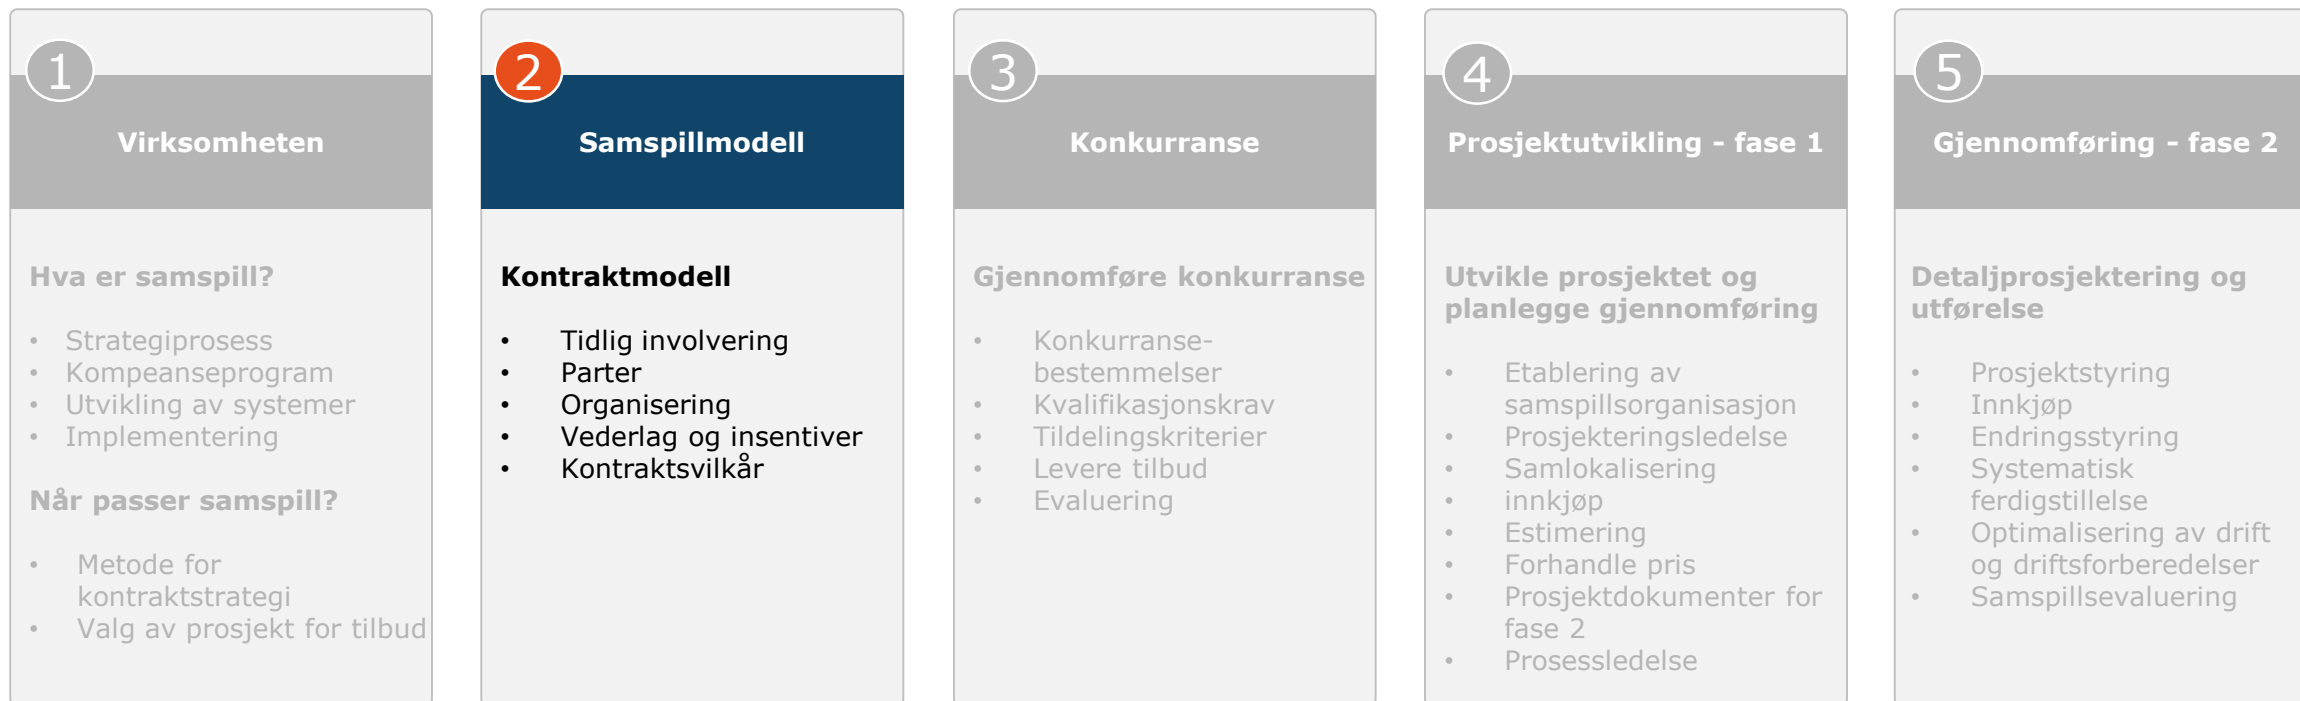 1
Virksomheten
Hva er samspill?
• Strategiprosess
• Kompeanseprogram
• Utvikling av systemer
• Implementering
Når passer samspill?
• Metode for
kontraktstrategi
• Valg av prosjekt for tilbud
2
Samspillmodell
Kontraktmodell
• Tidlig involvering
• Parter
• Organisering
• Vederlag og insentiver
• Kontraktsvilkår
3
Konkurranse
Gjennomføre konkurranse
• Konkurranse-
bestemmelser
• Kvalifikasjonskrav
• Tildelingskriterier
• Levere tilbud
• Evaluering
4
Prosjektutvikling - fase 1
Utvikle prosjektet og
planlegge gjennomføring
• Etablering av
samspillsorganisasjon
• Prosjekteringsledelse
• Samlokalisering
• innkjøp
• Estimering
• Forhandle pris
• Prosjektdokumenter for
fase 2
• Prosessledelse
5
Gjennomføring - fase 2
Detaljprosjektering og
utførelse
• Prosjektstyring
• Innkjøp
• Endringsstyring
• Systematisk
ferdigstillelse
• Optimalisering av drift
og driftsforberedelser
• Samspillsevaluering